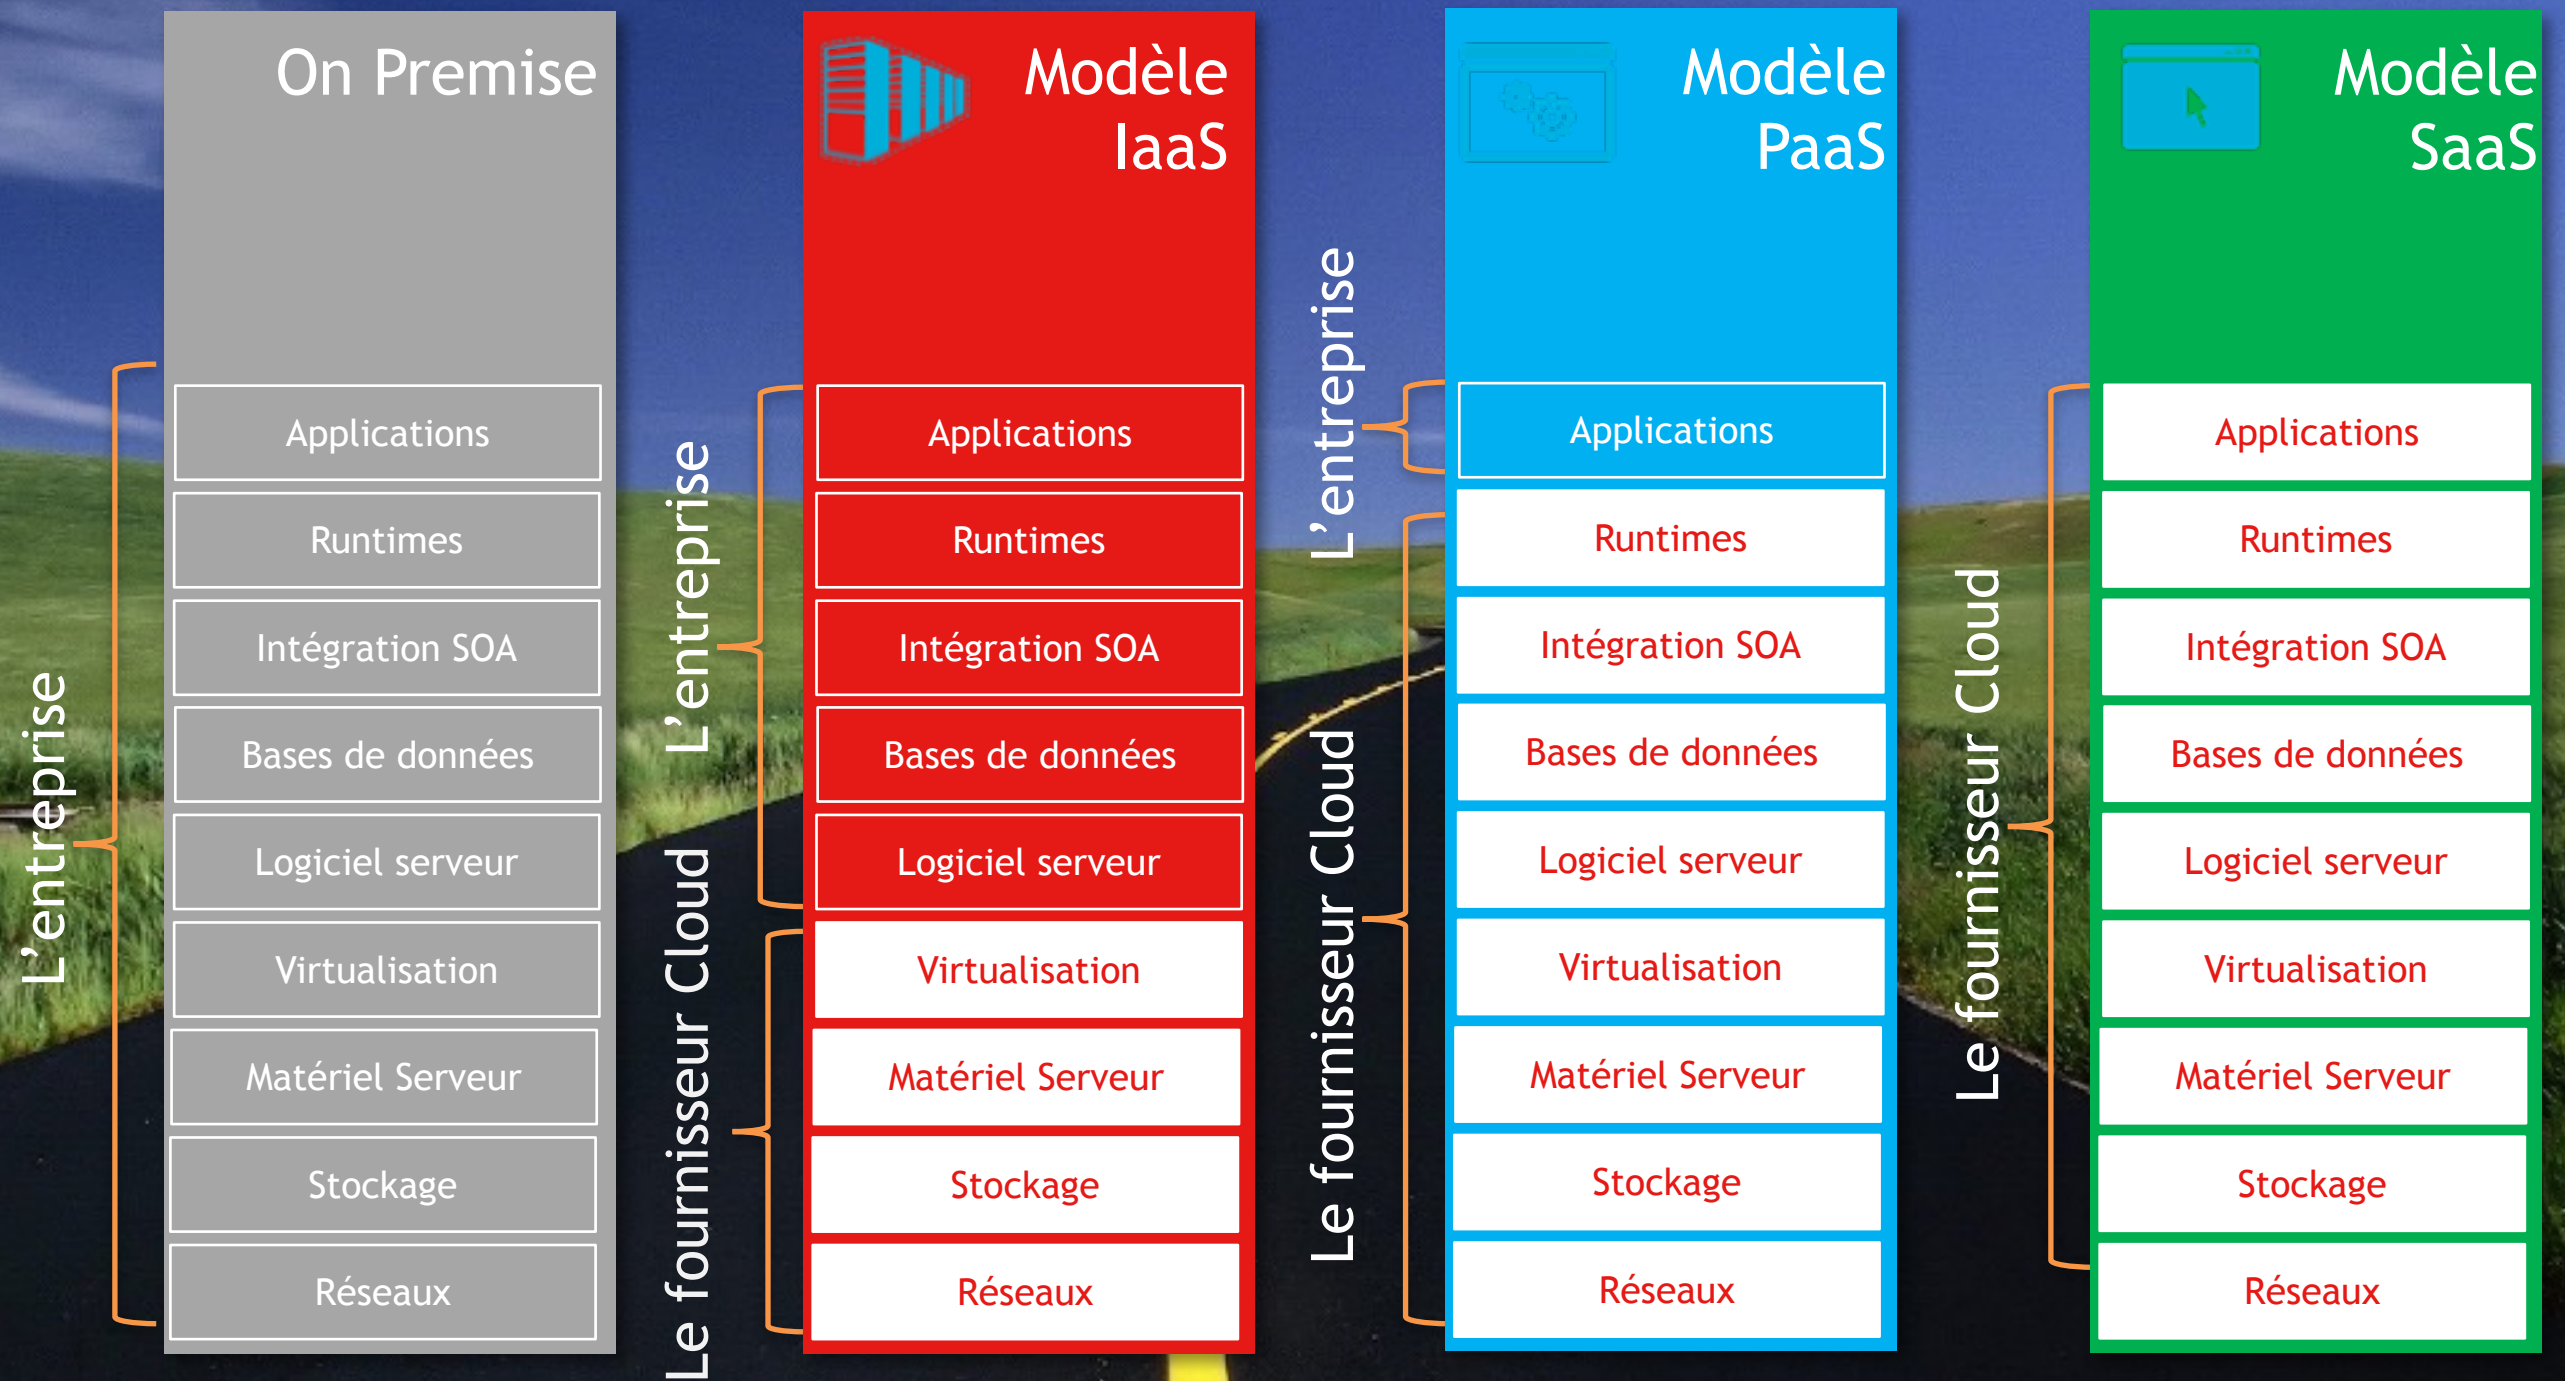 On Premise
L'entreprise
Applications
Runtimes
Intégration SOA
Bases de données
Logiciel serveur
Virtualisation
Matériel Serveur
Stockage
Réseaux
Modèle
IaaS
L'entreprise
Le fournisseur Cloud
Applications
Runtimes
Intégration SOA
Bases de données
Logiciel serveur
Virtualisation
Matériel Serveur
Stockage
Réseaux
Modèle
PaaS
L'entreprise
Le fournisseur Cloud
Applications
Runtimes
Intégration SOA
Bases de données
Logiciel serveur
Virtualisation
Matériel Serveur
Stockage
Réseaux
Modèle
SaaS
Le fournisseur Cloud
Applications
Runtimes
Intégration SOA
Bases de données
Logiciel serveur
Virtualisation
Matériel Serveur
Stockage
Réseaux